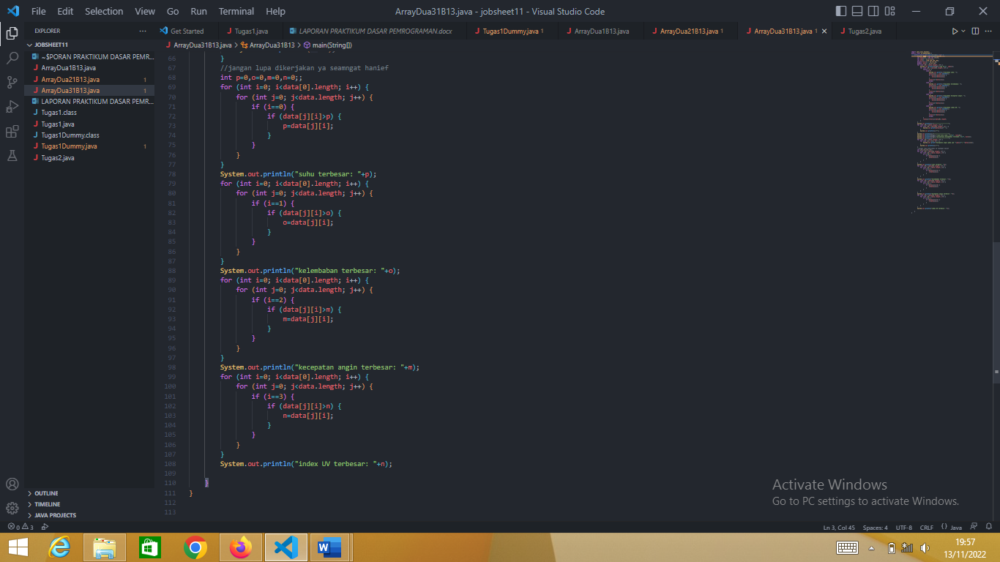 File Edit Selection View Go Run Terminal Help
ArrayDua31B13.java - jobsheet11 - Visual Studio Code
EXPLORER ···
Get Started
Tugas1.java
LAPORAN PRAKTIKUM DASAR PEMROGRAMAN.docx
Tugas1Dummy.java 1
ArrayDua1B13.java
ArrayDua21B13.java 1
ArrayDua31B13.java 1
Tugas2.java
JOBSHEET11
~$PORAN PRAKTIKUM DASAR PEMR...
ArrayDua1B13.java
ArrayDua21B13.java 1
ArrayDua31B13.java 1
LAPORAN PRAKTIKUM DASAR PEMR...
Tugas1.class
Tugas1.java
Tugas1Dummy.class
Tugas1Dummy.java 1
Tugas2.java
OUTLINE
TIMELINE
JAVA PROJECTS
ArrayDua31B13.java > ArrayDua31B13 > main(String[])
66 }
67 //jangan lupa dikerjakan ya seamngat hanief
68 int p=0,o=0,m=0,n=0;;
69 for (int i=0; i<data[0].length; i++) {
70 for (int j=0; j<data.length; j++) {
71 if (i==0) {
72 if (data[j][i]>p) {
73 p=data[j][i];
74 }
75 }
76 }
77 }
78 System.out.println("suhu terbesar: "+p);
79 for (int i=0; i<data[0].length; i++) {
80 for (int j=0; j<data.length; j++) {
81 if (i==1) {
82 if (data[j][i]>o) {
83 o=data[j][i];
84 }
85 }
86 }
87 }
88 System.out.println("kelembaban terbesar: "+o);
89 for (int i=0; i<data[0].length; i++) {
90 for (int j=0; j<data.length; j++) {
91 if (i==2) {
92 if (data[j][i]>m) {
93 m=data[j][i];
94 }
95 }
96 }
97 }
98 System.out.println("kecepatan angin terbesar: "+m);
99 for (int i=0; i<data[0].length; i++) {
100 for (int j=0; j<data.length; j++) {
101 if (i==3) {
102 if (data[j][i]>n) {
103 n=data[j][i];
104 }
105 }
106 }
107 }
108 System.out.println("index UV terbesar: "+n);
109
110 }
111 }
112
113
Activate Windows
Go to PC settings to activate Windows.
0 3
Ln 3, Col 45 Spaces: 4 UTF-8 CRLF {} Java
19:57
13/11/2022